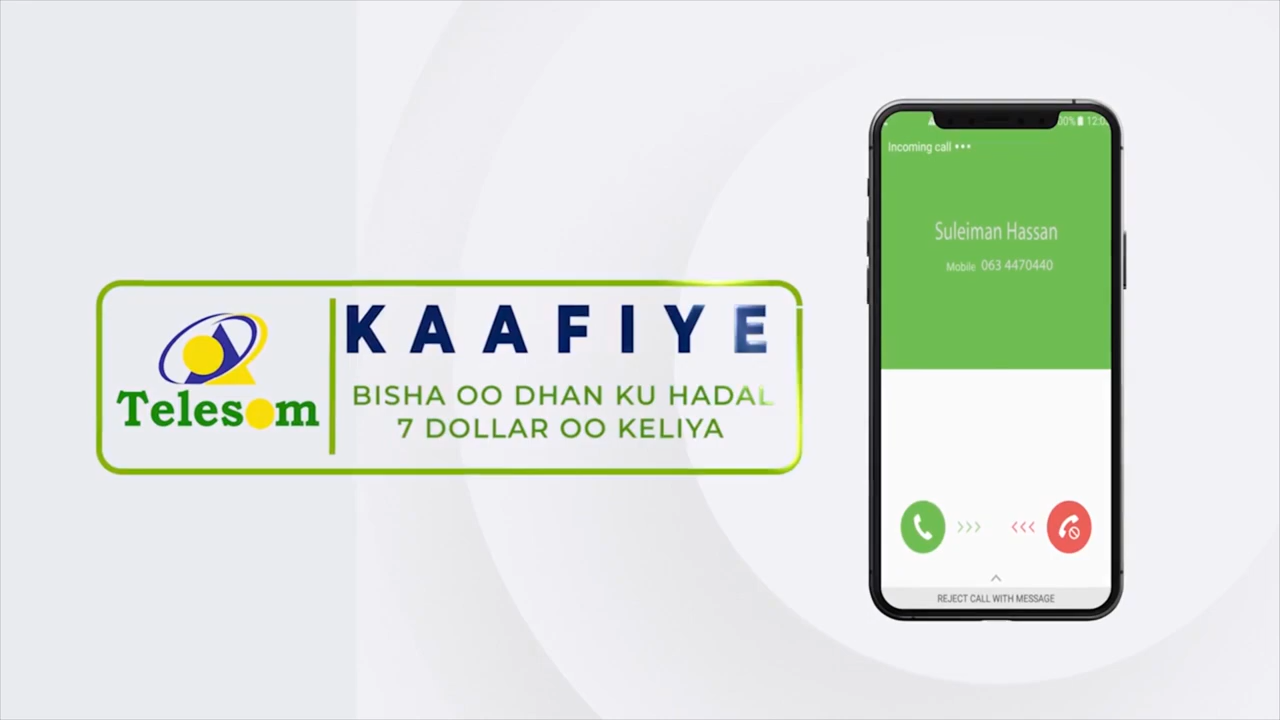 Telesom
KAAFIYE
BISHA OO DHAN KU HADAL
7 DOLLAR OO KELIYA
Incoming call •••
Suleiman Hassan
Mobile 063 4470440
REJECT CALL WITH MESSAGE